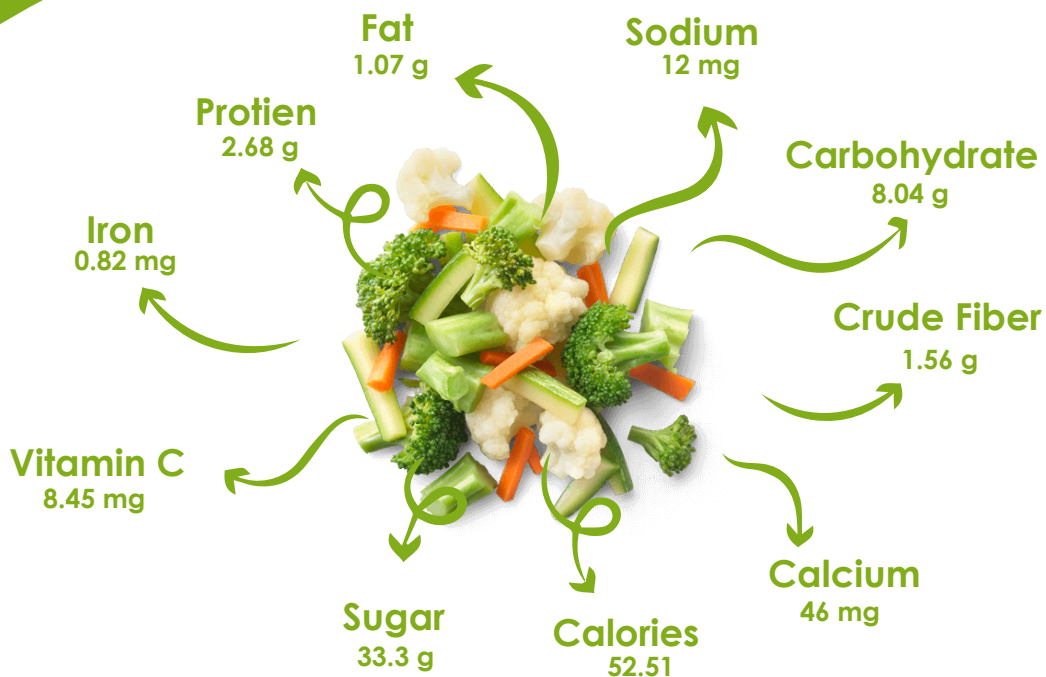 Fat
1.07 g
Sodium
12 mg
Protien
2.68 g
Carbohydrate
8.04 g
Iron
0.82 mg
Crude Fiber
1.56 g
Vitamin C
8.45 mg
Calcium
46 mg
Sugar
33.3 g
Calories
52.51